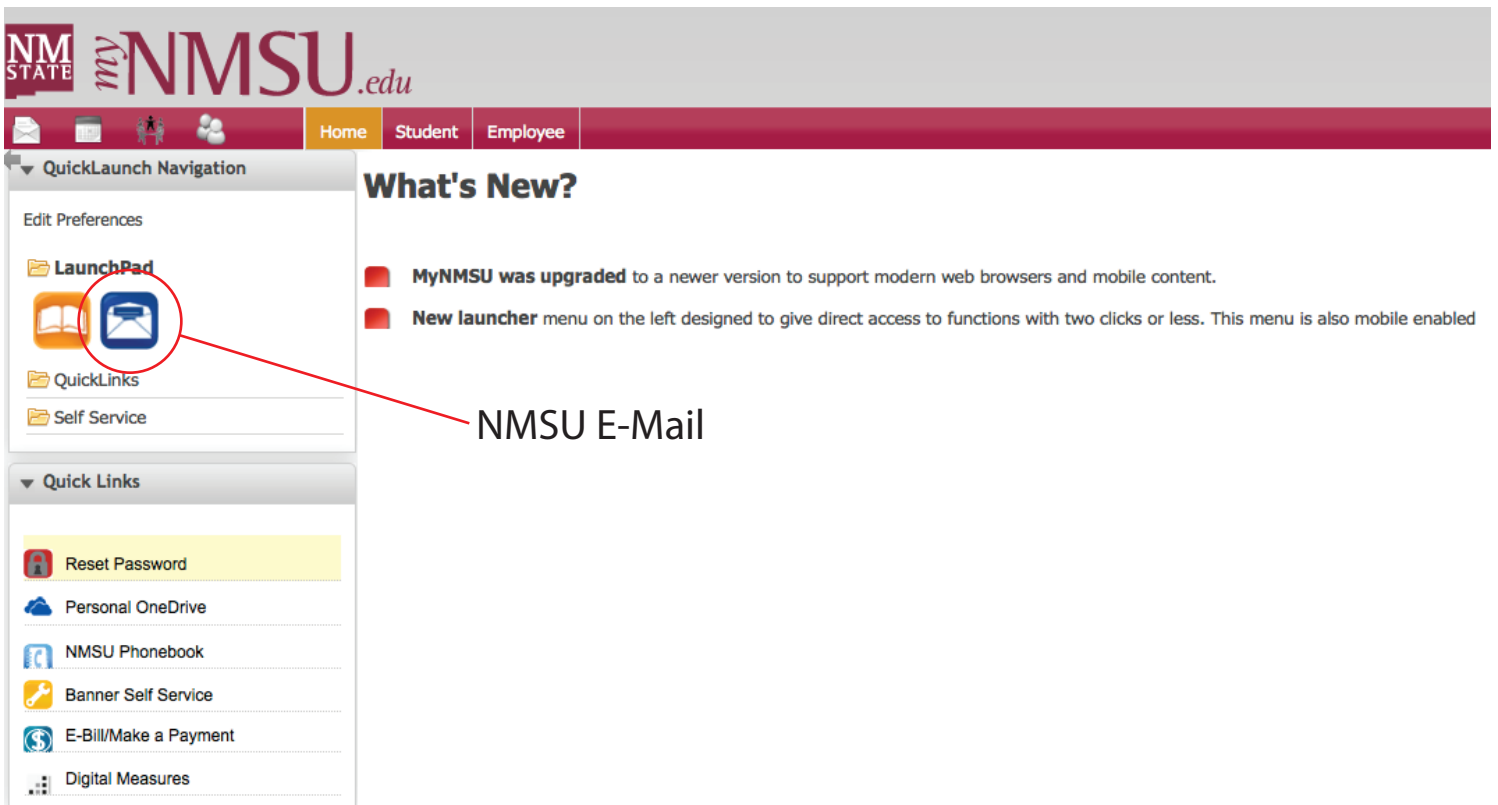 NM
STATE
myNMSU.edu
Home Student Employee
QuickLaunch Navigation
Edit Preferences
LaunchPad
QuickLinks
Self Service
What's New?
MyNMSU was upgraded to a newer version to support modern web browsers and mobile content.
New launcher menu on the left designed to give direct access to functions with two clicks or less. This menu is also mobile enabled
NMSU E-Mail
Quick Links
Reset Password
Personal OneDrive
NMSU Phonebook
Banner Self Service
E-Bill/Make a Payment
Digital Measures